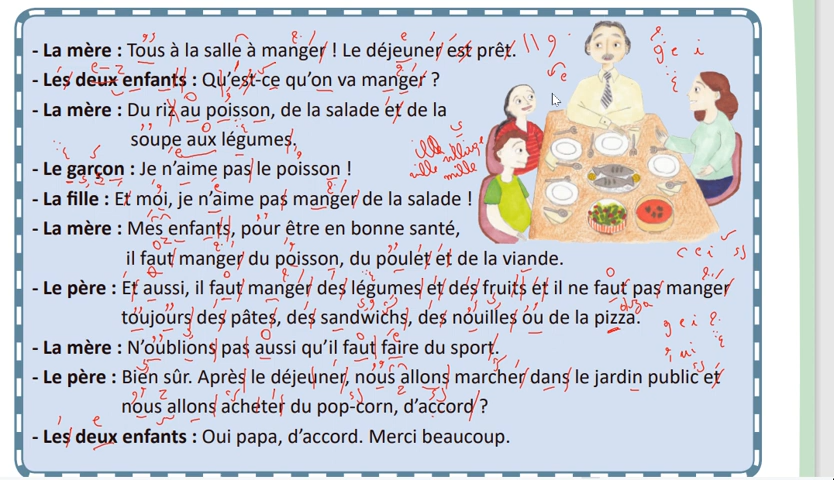 - La mère : Tous à la salle à manger ! Le déjeuner est prêt.
- Les deux enfants : Qu'est-ce qu'on va manger ?
- La mère : Du riz au poisson, de la salade et de la
soupe aux légumes.
- Le garçon : Je n'aime pas le poisson !
- La fille : Et moi, je n'aime pas manger de la salade !
- La mère : Mes enfants, pour être en bonne santé,
il faut manger du poisson, du poulet et de la viande.
- Le père : Et aussi, il faut manger des légumes et des fruits et il ne faut pas manger
toujours des pâtes, des sandwichs, des nouilles ou de la pizza.
- La mère : N'oublions pas aussi qu'il faut faire du sport.
- Le père : Bien sûr. Après le déjeuner, nous allons marcher dans le jardin public et
nous allons acheter du pop-corn, d'accord ?
- Les deux enfants : Oui papa, d'accord. Merci beaucoup.
g e i
ille village
ville mille
c e i
g e i